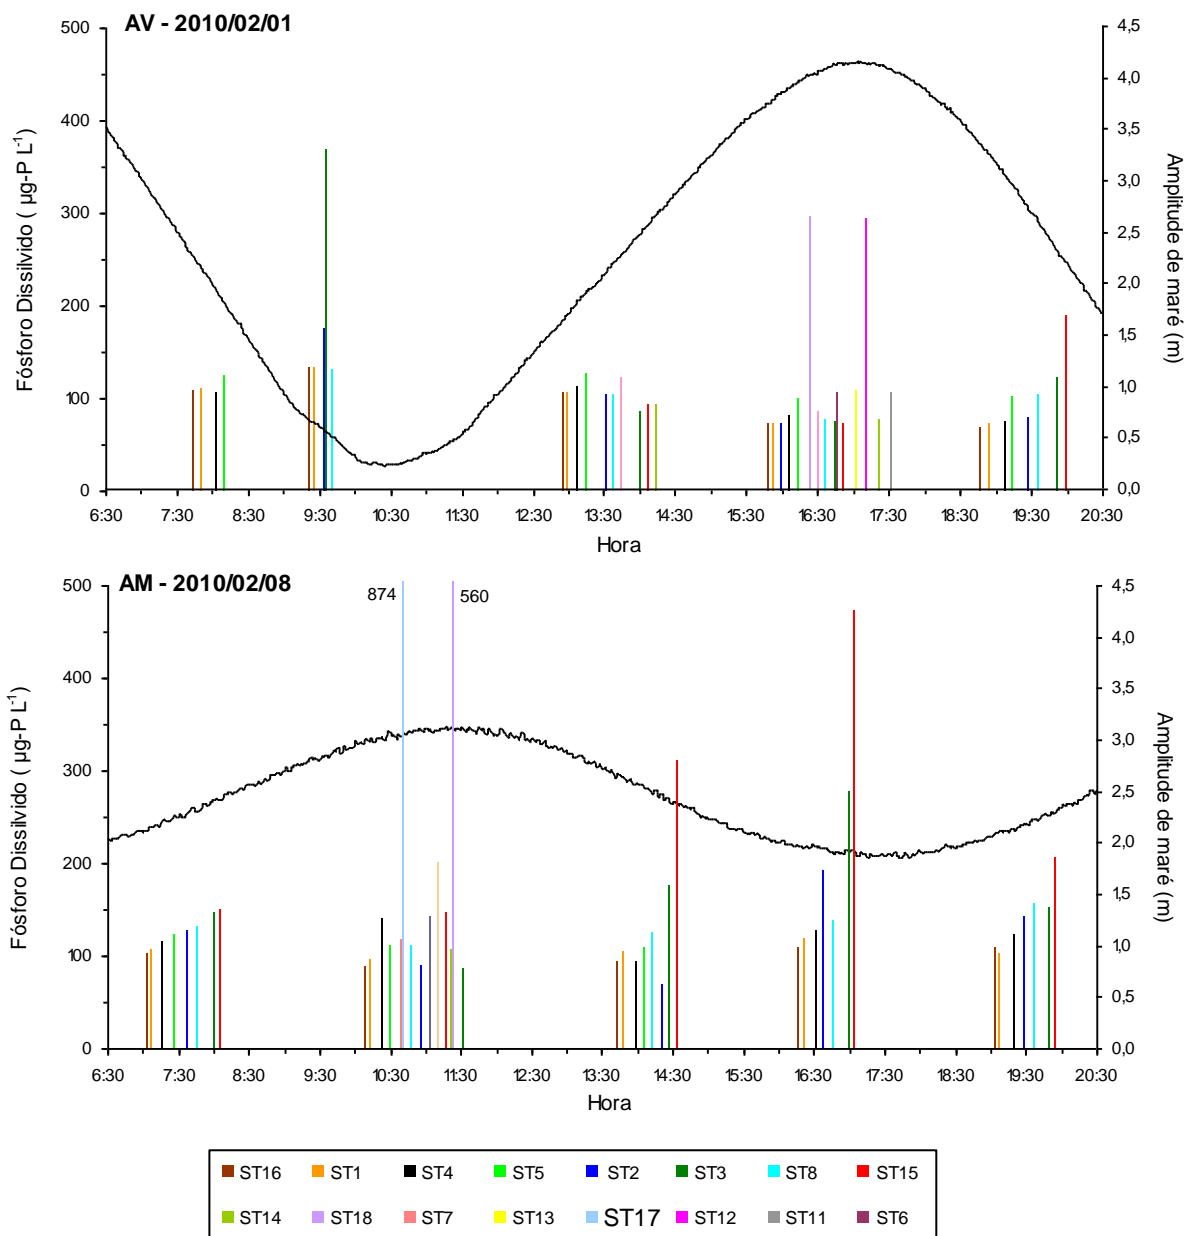 AV - 2010/02/01
Fósforo Dissilvido ( µg-P L-1)
500
400
300
200
100
0
4,5
4,0
3,5
3,0
2,5
2,0
1,5
1,0
0,5
0,0
Amplitude de maré (m)
6:30 7:30 8:30 9:30 10:30 11:30 12:30 13:30 14:30 15:30 16:30 17:30 18:30 19:30 20:30
Hora
AM - 2010/02/08
874 560
Fósforo Dissilvido ( µg-P L-1)
500
400
300
200
100
0
4,5
4,0
3,5
3,0
2,5
2,0
1,5
1,0
0,5
0,0
Amplitude de maré (m)
6:30 7:30 8:30 9:30 10:30 11:30 12:30 13:30 14:30 15:30 16:30 17:30 18:30 19:30 20:30
Hora
ST16 ST1 ST4 ST5 ST2 ST3 ST8 ST15
ST14 ST18 ST7 ST13 ST17 ST12 ST11 ST6